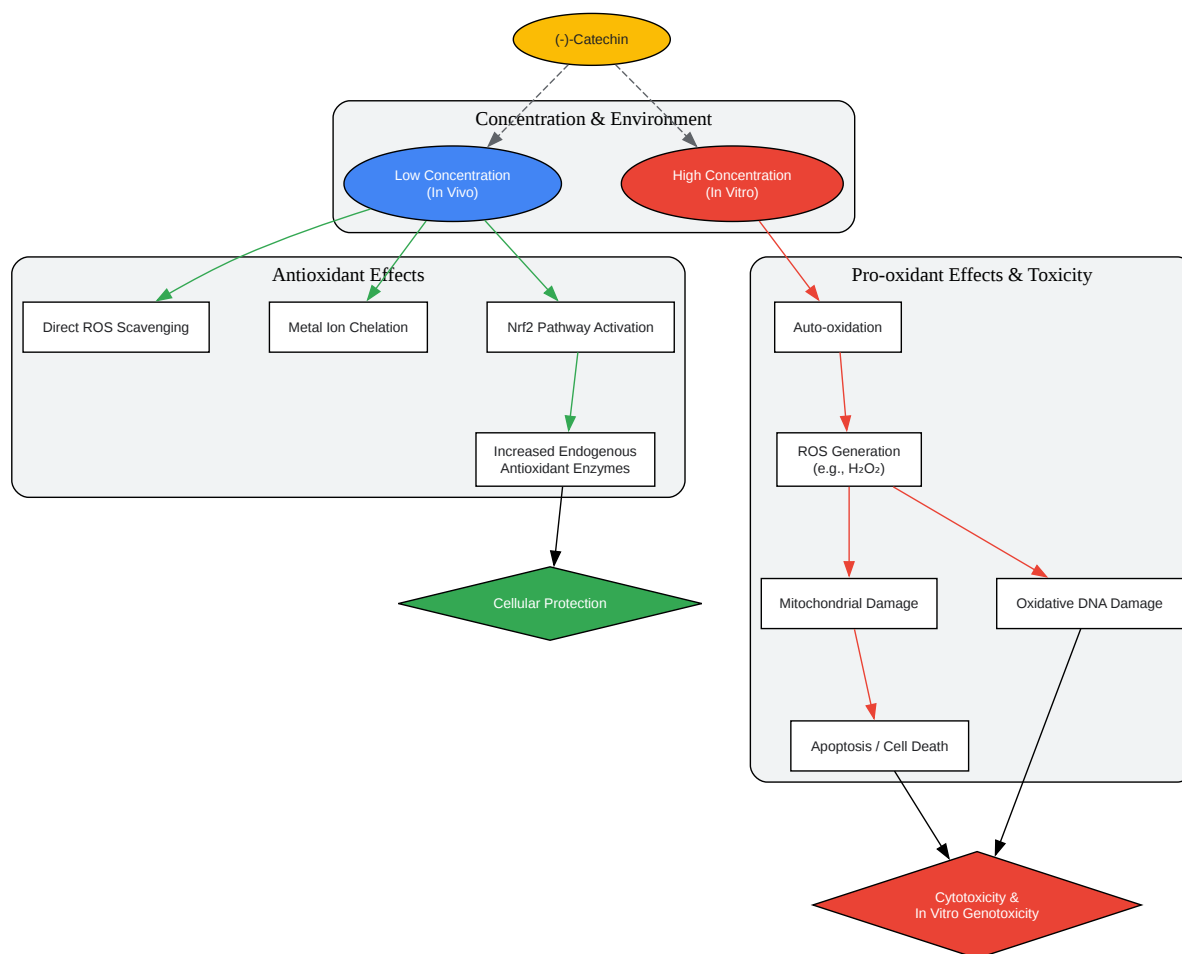 (-)-Catechin
Concentration & Environment
Low Concentration
(In Vivo)
High Concentration
(In Vitro)
Antioxidant Effects
Pro-oxidant Effects & Toxicity
Direct ROS Scavenging
Metal Ion Chelation
Nrf2 Pathway Activation
Auto-oxidation
Increased Endogenous
Antioxidant Enzymes
ROS Generation
(e.g., H₂O₂)
Cellular Protection
Mitochondrial Damage
Oxidative DNA Damage
Apoptosis / Cell Death
Cytotoxicity &
In Vitro Genotoxicity